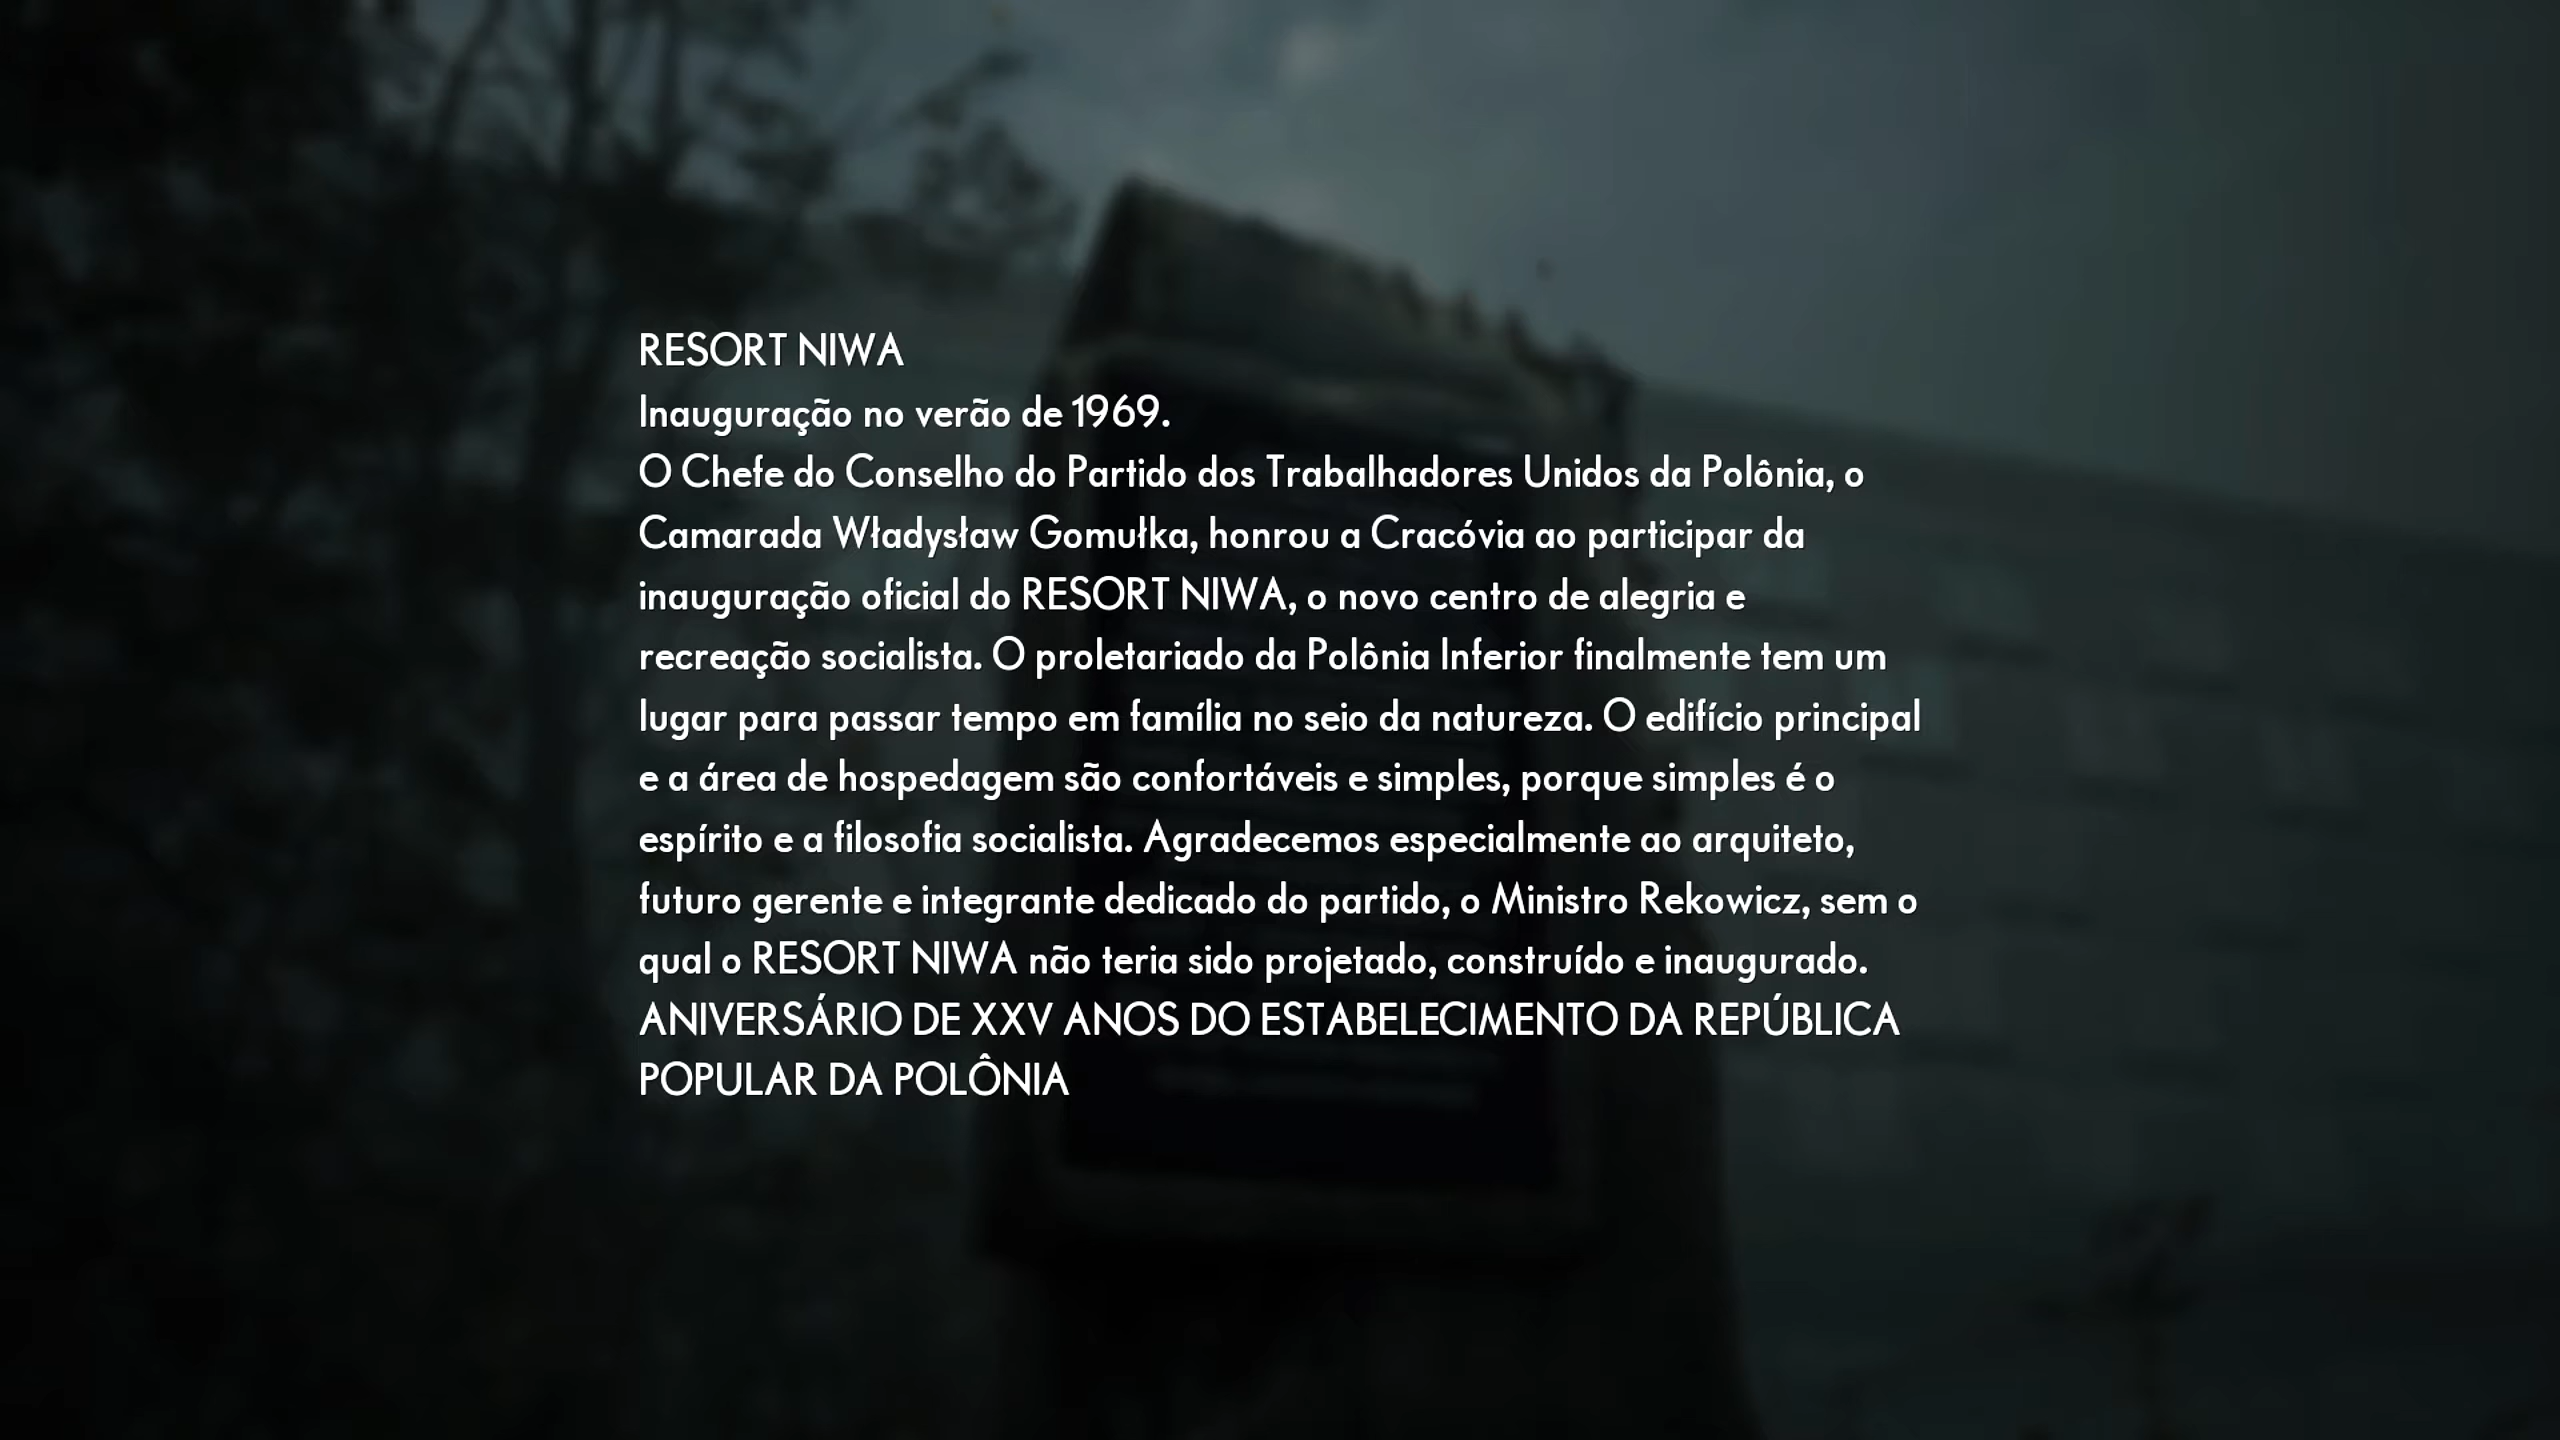 RESORT NIWA
Inauguração no verão de 1969.
O Chefe do Conselho do Partido dos Trabalhadores Unidos da Polônia, o
Camarada Władysław Gomułka, honrou a Cracóvia ao participar da
inauguração oficial do RESORT NIWA, o novo centro de alegria e
recreação socialista. O proletariado da Polônia Inferior finalmente tem um
lugar para passar tempo em família no seio da natureza. O edifício principal
e a área de hospedagem são confortáveis e simples, porque simples é o
espírito e a filosofia socialista. Agradecemos especialmente ao arquiteto,
futuro gerente e integrante dedicado do partido, o Ministro Rekowicz, sem o
qual o RESORT NIWA não teria sido projetado, construído e inaugurado.
ANIVERSÁRIO DE XXV ANOS DO ESTABELECIMENTO DA REPÚBLICA
POPULAR DA POLÔNIA